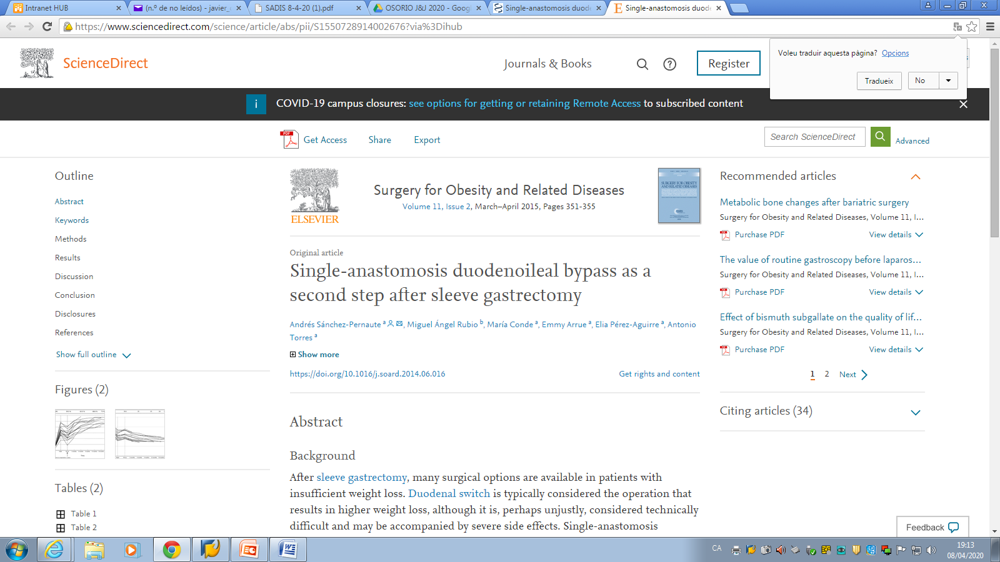 Intranet HUB
(n.º de no leídos) - javier_
SADIS 8-4-20 (1).pdf
OSORIO J&J 2020 - Goog
Single-anastomosis duod
Single-anastomosis duod
https://www.sciencedirect.com/science/article/abs/pii/S1550728914002676?via%3Dihub
Voleu traduir aquesta pàgina? Opcions
Tradueix
No
ScienceDirect
Journals & Books
Register
COVID-19 campus closures: see options for getting or retaining Remote Access to subscribed content
Get Access
Share
Export
Search ScienceDirect
Advanced
Outline
Abstract
Keywords
Methods
Results
Discussion
Conclusion
Disclosures
References
Show full outline
Figures (2)
Tables (2)
Table 1
Table 2
ELSEVIER
Surgery for Obesity and Related Diseases
Volume 11, Issue 2, March–April 2015, Pages 351-355
SURGERY FOR OBESITY
AND RELATED DISEASES
Original article
Single-anastomosis duodenoileal bypass as a
second step after sleeve gastrectomy
Andrés Sánchez-Pernaute a, Miguel Ángel Rubio b, María Conde a, Emmy Arrue a, Elia Pérez-Aguirre a, Antonio
Torres a
Show more
https://doi.org/10.1016/j.soard.2014.06.016
Get rights and content
Abstract
Background
After sleeve gastrectomy, many surgical options are available in patients with
insufficient weight loss. Duodenal switch is typically considered the operation that
results in higher weight loss, although it is, perhaps unjustly, considered technically
difficult and may be accompanied by severe side effects. Single-anastomosis
Recommended articles
Metabolic bone changes after bariatric surgery
Surgery for Obesity and Related Diseases, Volume 11, I...
Purchase PDF
View details
The value of routine gastroscopy before laparos...
Surgery for Obesity and Related Diseases, Volume 11, I...
Purchase PDF
View details
Effect of bismuth subgallate on the quality of lif...
Surgery for Obesity and Related Diseases, Volume 11, I...
Purchase PDF
View details
1 2 Next
Citing articles (34)
Feedback
CA
19:13
08/04/2020